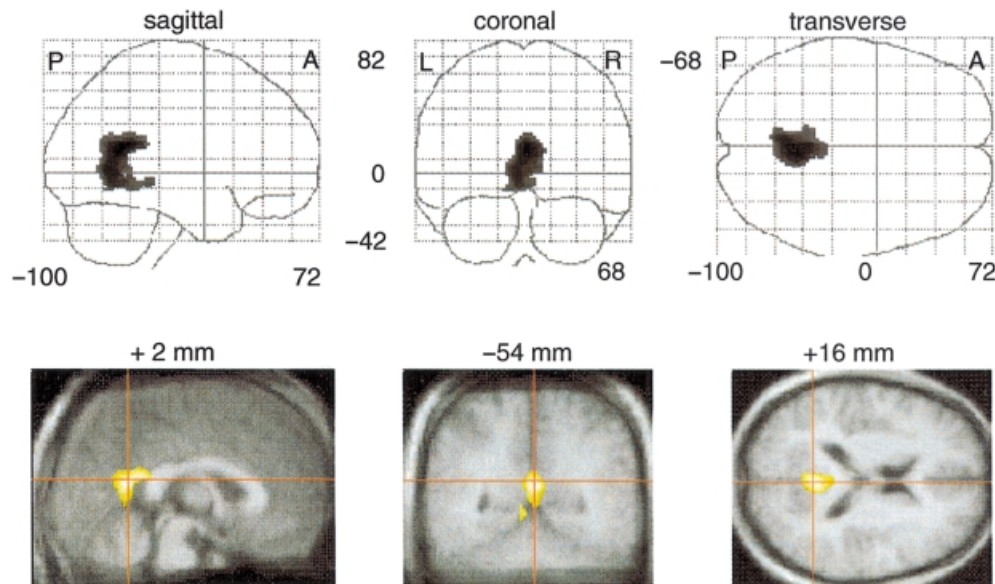 sagittal coronal transverse
P A 82 L R −68 P A
0
−42
−100 72 68 −100 0 72
+ 2 mm −54 mm +16 mm